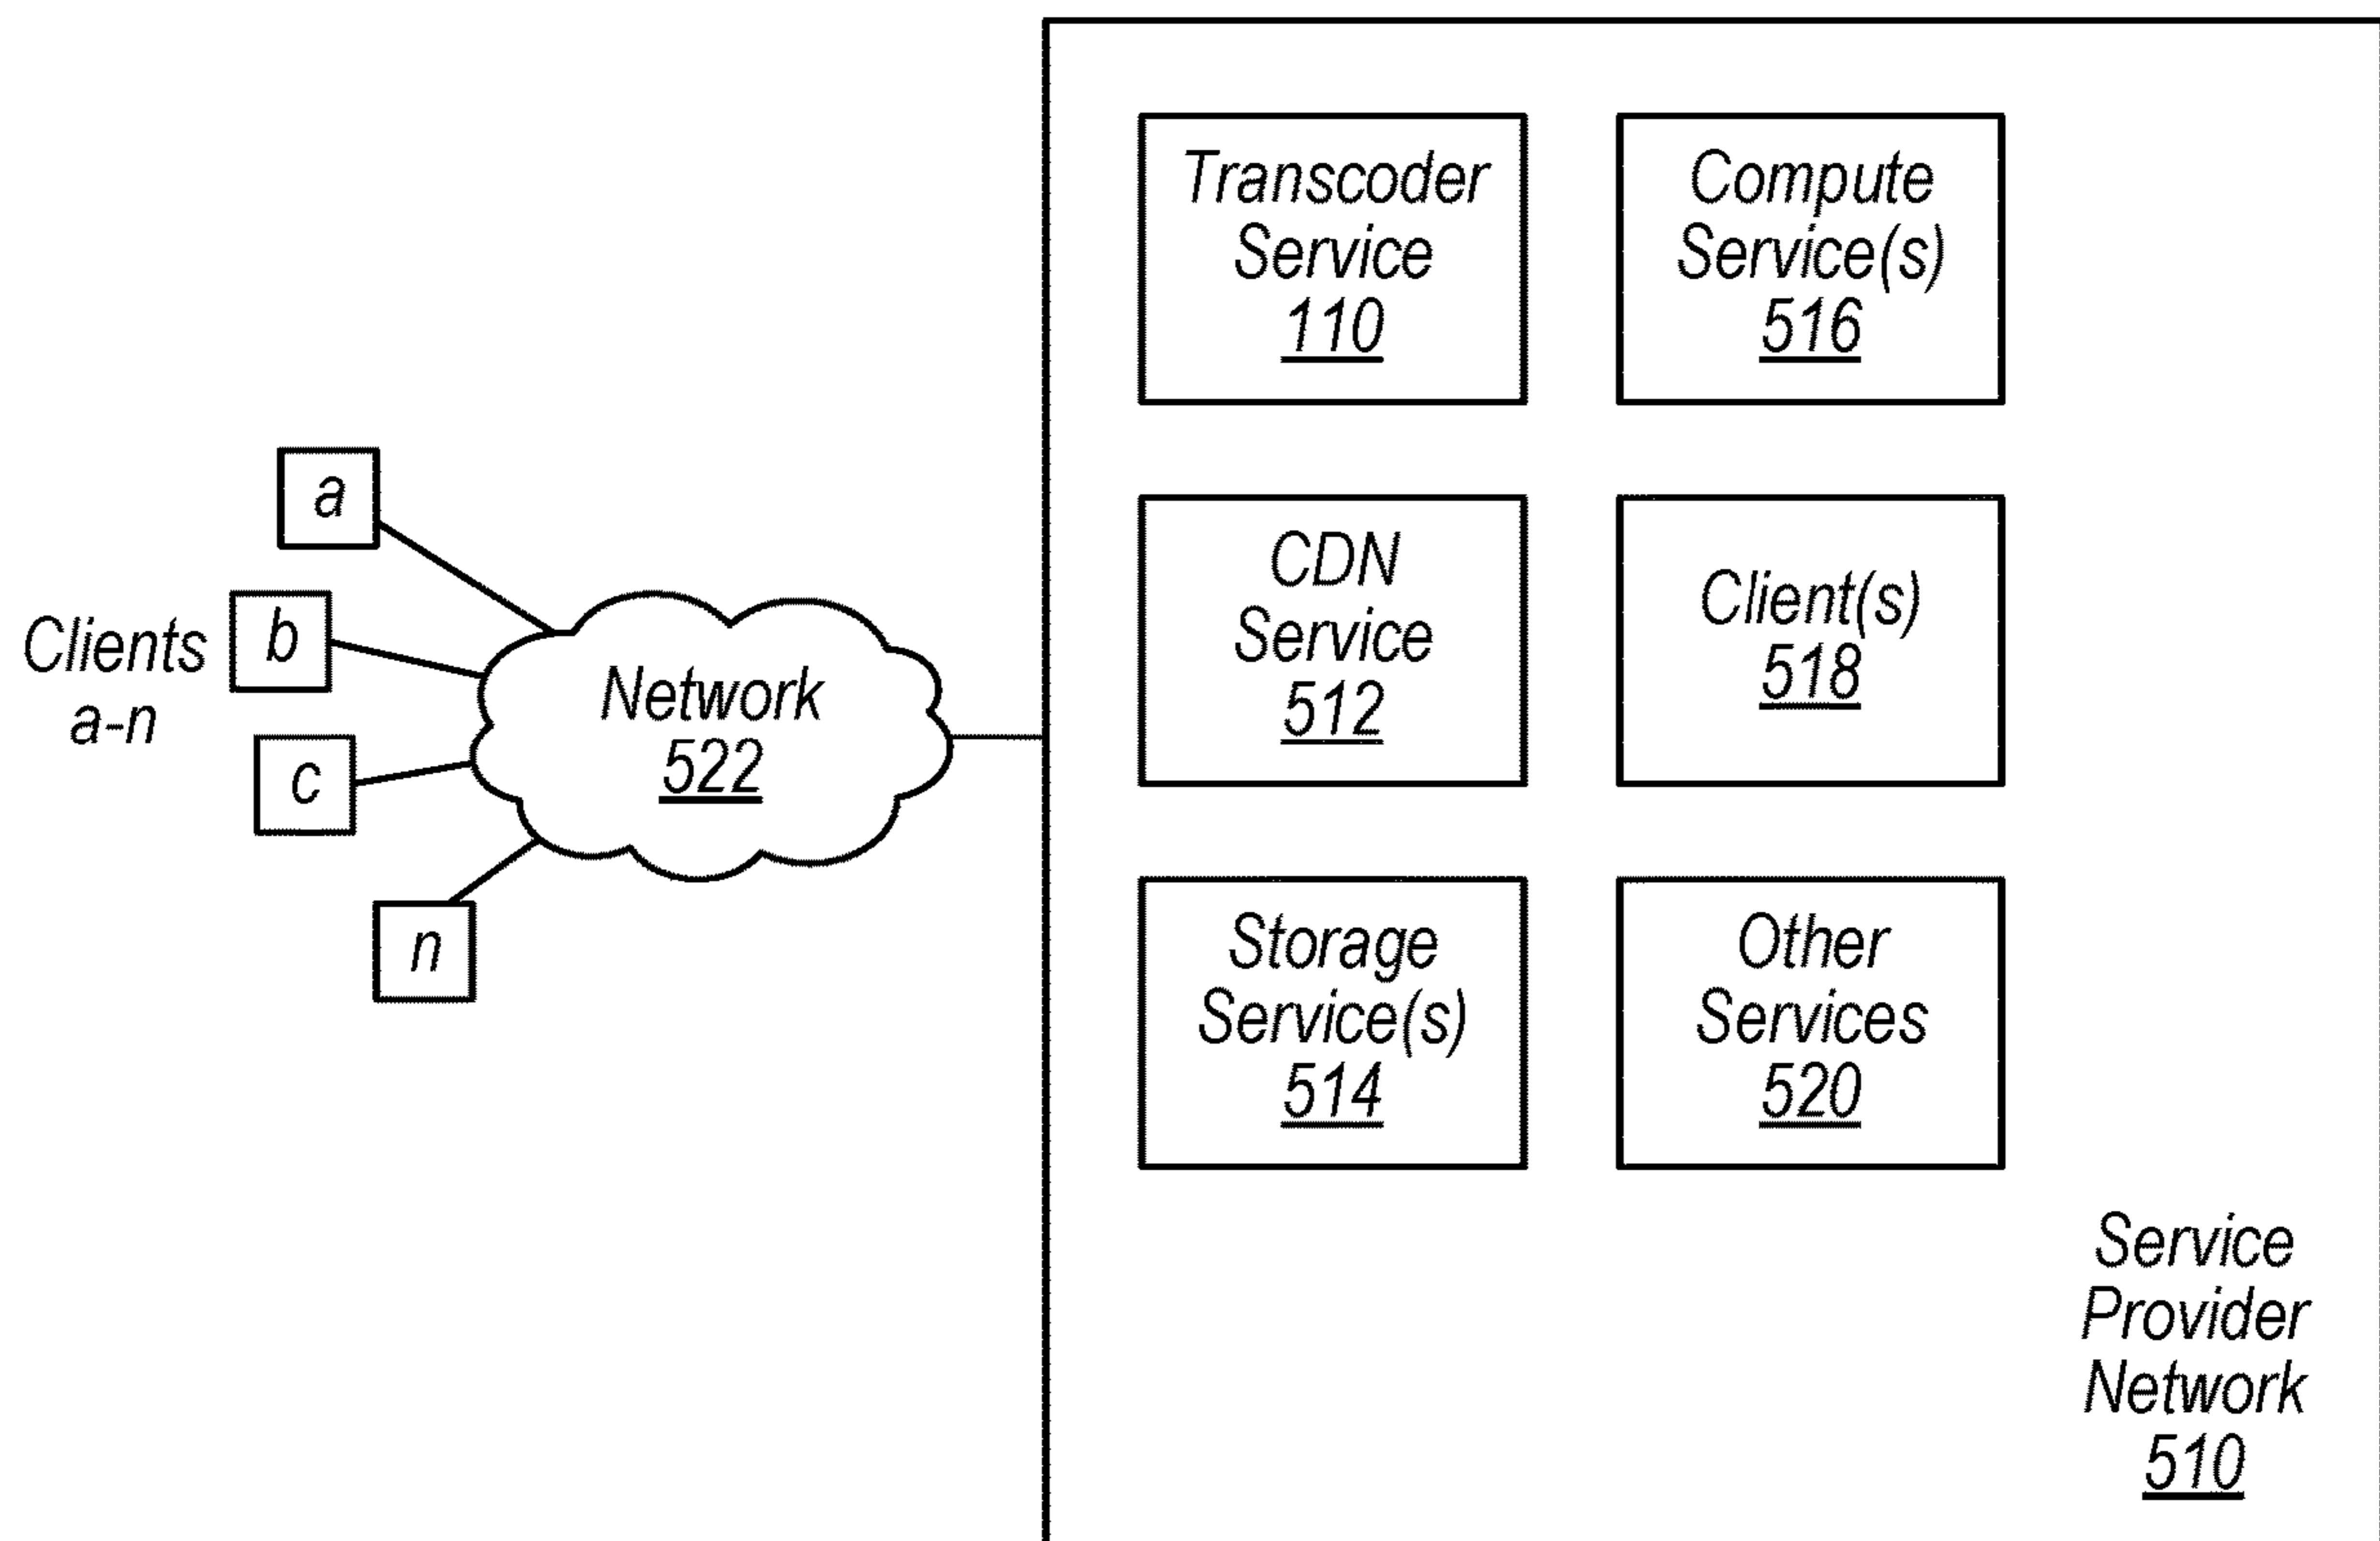 Transcoder
Service
110
Compute
Service(s)
516
a
Clients
a-n
b
c
n
Network
522
CDN
Service
512
Client(s)
518
Storage
Service(s)
514
Other
Services
520
Service
Provider
Network
510